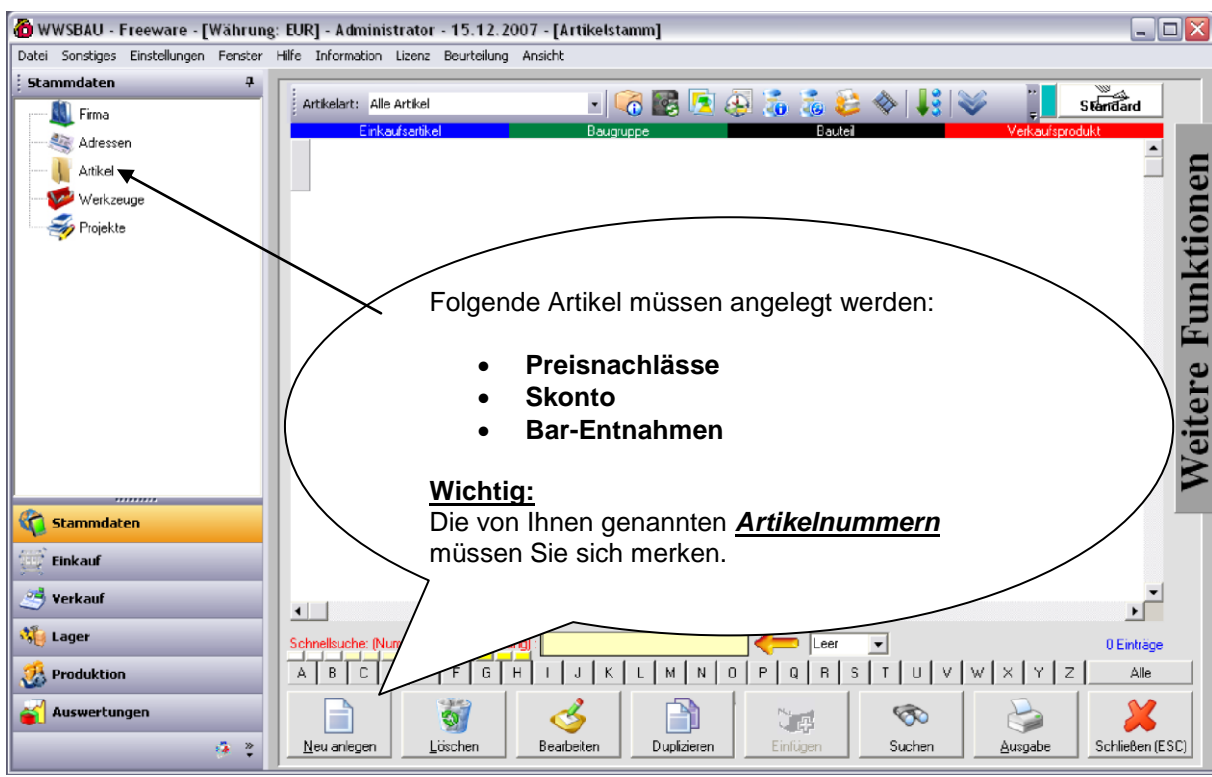 WWSBAU - Freeware - [Währung: EUR] - Administrator - 15.12.2007 - [Artikelstamm]
Datei Sonstiges Einstellungen Fenster Hilfe Information Lizenz Beurteilung Ansicht
Stammdaten
Firma
Adressen
Artikel
Werkzeuge
Projekte
Artikelart: Alle Artikel
Standard
Einkaufsartikel Baugruppe Bauteil Verkaufsprodukt
Weitere Funktionen
Folgende Artikel müssen angelegt werden:
• Preisnachlässe
• Skonto
• Bar-Entnahmen
Wichtig:
Die von Ihnen genannten Artikelnummern
müssen Sie sich merken.
Stammdaten
Einkauf
Verkauf
Lager
Produktion
Auswertungen
Schnellsuche: Leer 0 Einträge
A B C F G H I J K L M N O P Q R S T U V W X Y Z Alle
Neu anlegen Löschen Bearbeiten Duplizieren Einfügen Suchen Ausgabe Schließen (ESC)